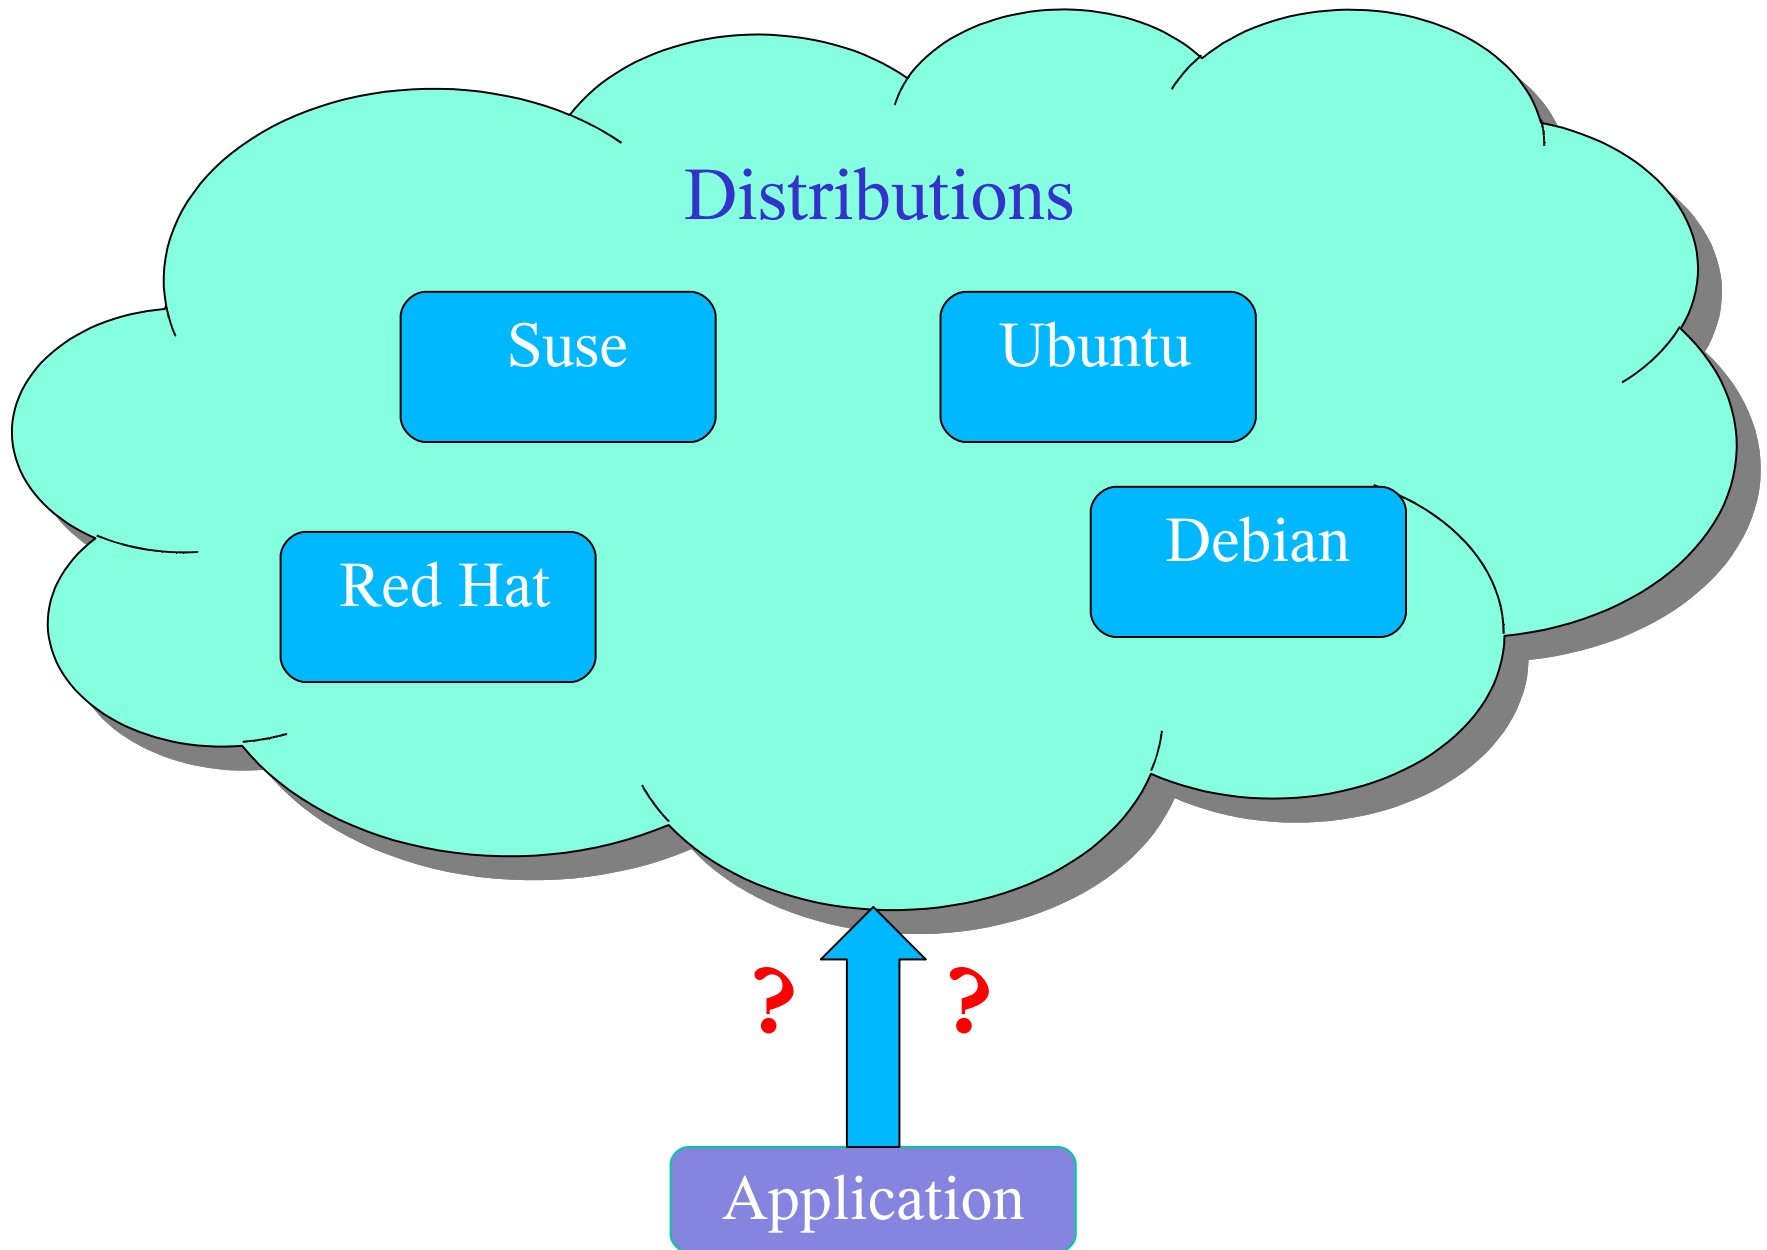 Distributions
Suse
Ubuntu
Debian
Red Hat
? ?
Application